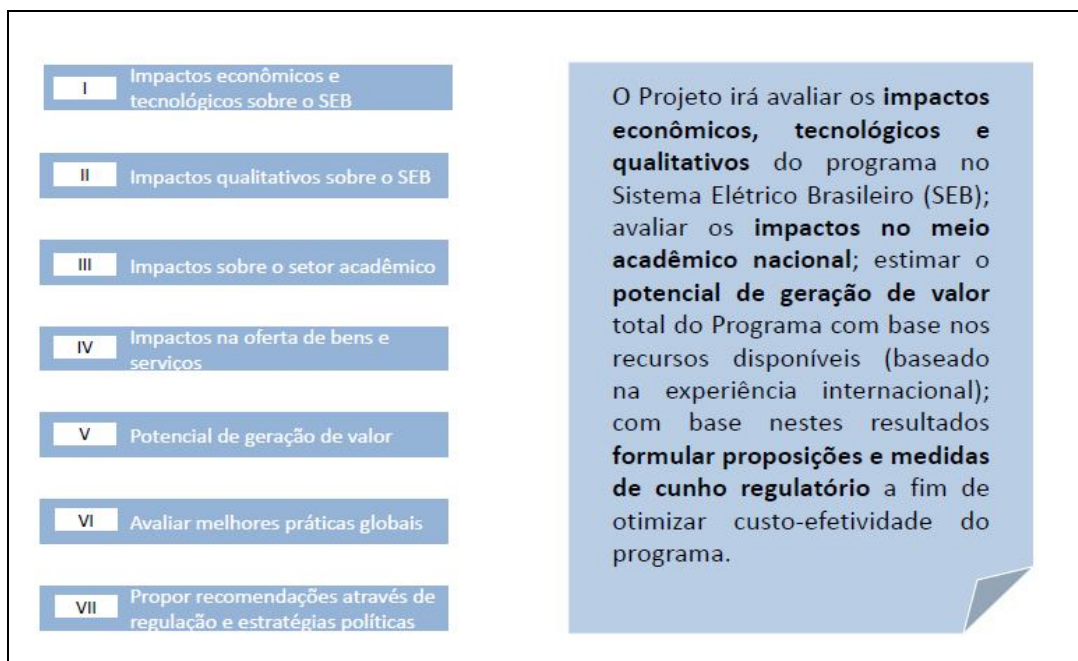 I
Impactos econômicos e
tecnológicos sobre o SEB
II
Impactos qualitativos sobre o SEB
III
Impactos sobre o setor acadêmico
IV
Impactos na oferta de bens e
serviços
V
Potencial de geração de valor
VI
Avaliar melhores práticas globais
VII
Propor recomendações através de
regulação e estratégias políticas
O Projeto irá avaliar os impactos
econômicos, tecnológicos e
qualitativos do programa no
Sistema Elétrico Brasileiro (SEB);
avaliar os impactos no meio
acadêmico nacional; estimar o
potencial de geração de valor
total do Programa com base nos
recursos disponíveis (baseado
na experiência internacional);
com base nestes resultados
formular proposições e medidas
de cunho regulatório a fim de
otimizar custo-efetividade do
programa.